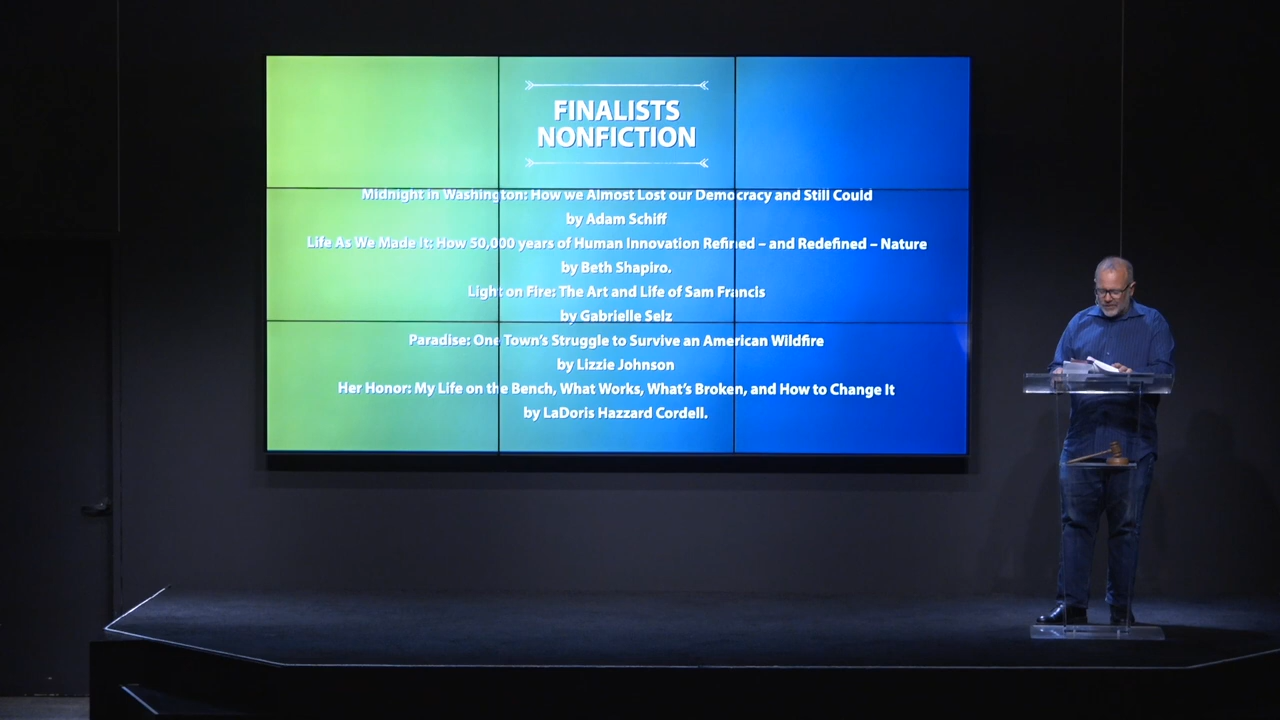 FINALISTS
NONFICTION
Midnight in Washington: How we Almost Lost our Democracy and Still Could
by Adam Schiff
Life As We Made It: How 50,000 years of Human Innovation Refined – and Redefined – Nature
by Beth Shapiro.
Light on Fire: The Art and Life of Sam Francis
by Gabrielle Selz
Paradise: One Town's Struggle to Survive an American Wildfire
by Lizzie Johnson
Her Honor: My Life on the Bench, What Works, What's Broken, and How to Change It
by LaDoris Hazzard Cordell.